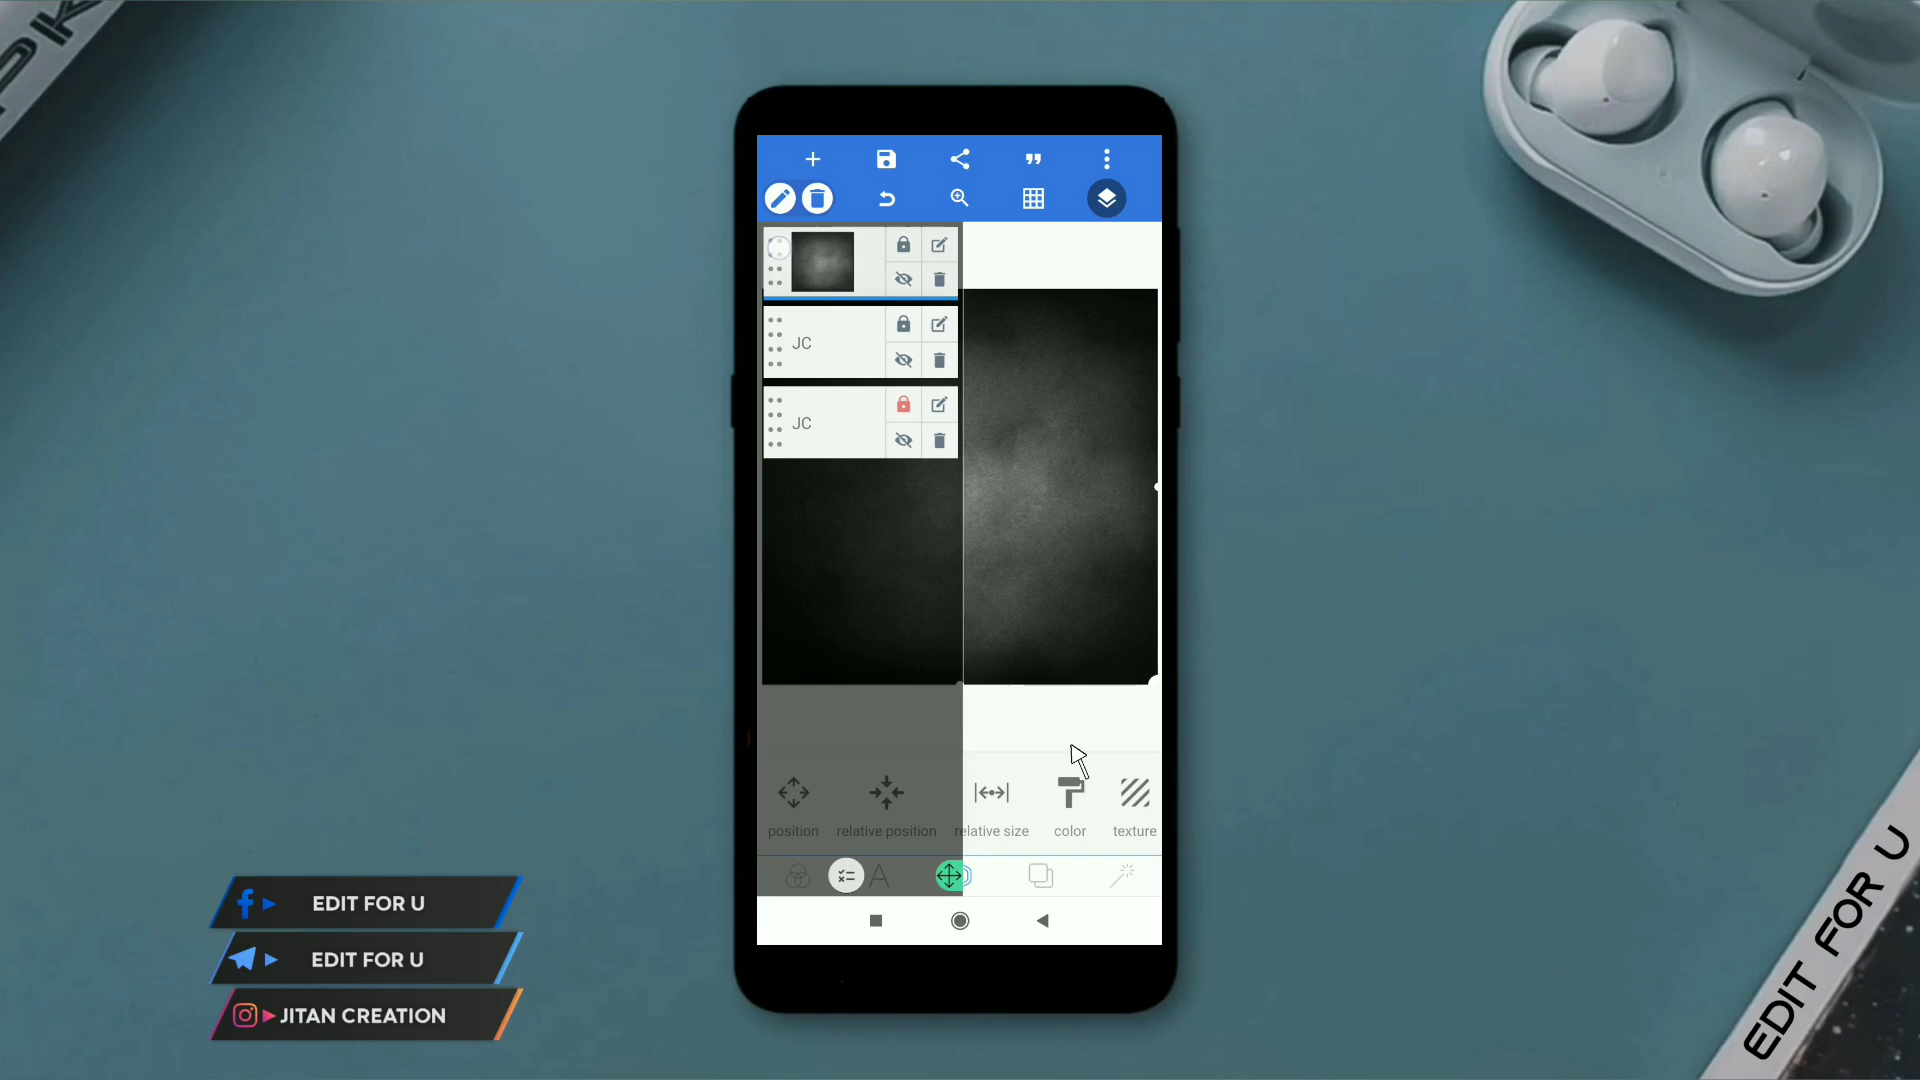 JC
JC
position
relative position
relative size
color
texture
EDIT FOR U
EDIT FOR U
JITAN CREATION
EDIT FOR U